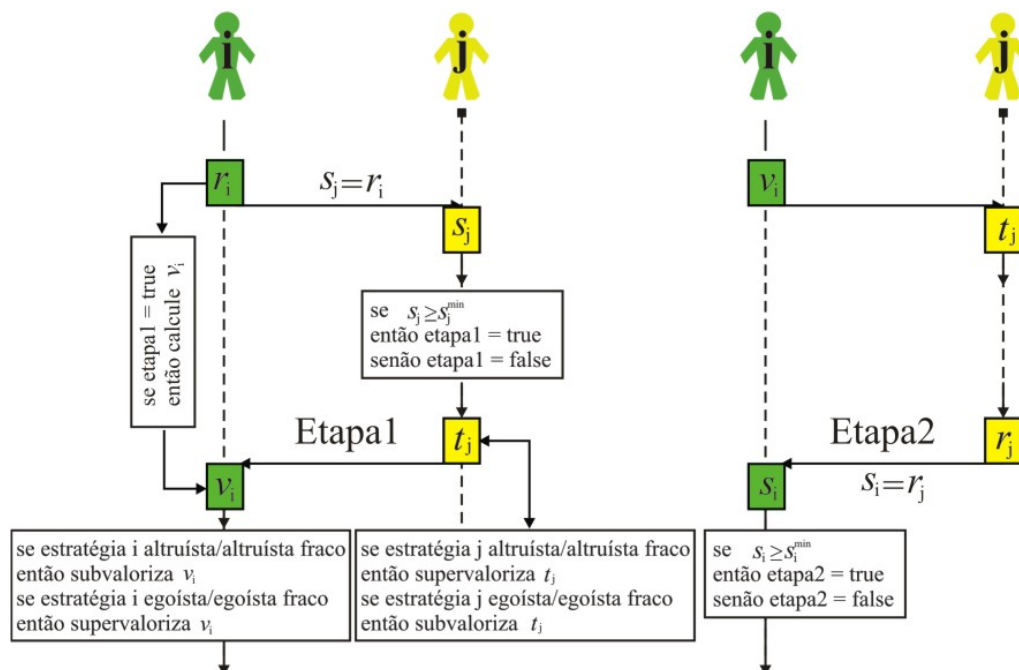 i
j
i
j
r_i
s_j=r_i
s_j
v_i
t_j
se etapa1 = true
então calcule v_i
se s_j ≥ s_j^min
então etapa1 = true
senão etapa1 = false
Etapa1
t_j
v_i
Etapa2
r_j
s_i
s_i=r_j
se estratégia i altruísta/altruísta fraco
então subvaloriza v_i
se estratégia i egoísta/egoísta fraco
então supervaloriza v_i
se estratégia j altruísta/altruísta fraco
então supervaloriza t_j
se estratégia j egoísta/egoísta fraco
então subvaloriza t_j
se s_i ≥ s_i^min
então etapa2 = true
senão etapa2 = false